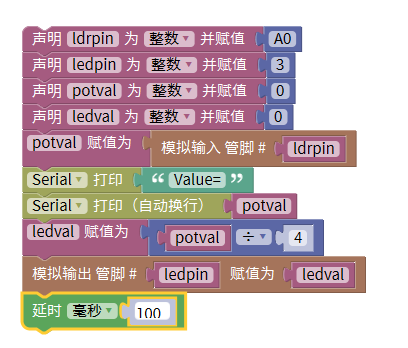 声明 ldrpin 为 整数 并赋值 A0
声明 ledpin 为 整数 并赋值 3
声明 potval 为 整数 并赋值 0
声明 ledval 为 整数 并赋值 0
potval 赋值为 模拟输入 管脚 # ldrpin
Serial 打印 “ Value= ”
Serial 打印（自动换行） potval
ledval 赋值为 potval ÷ 4
模拟输出 管脚 # ledpin 赋值为 ledval
延时 毫秒 100